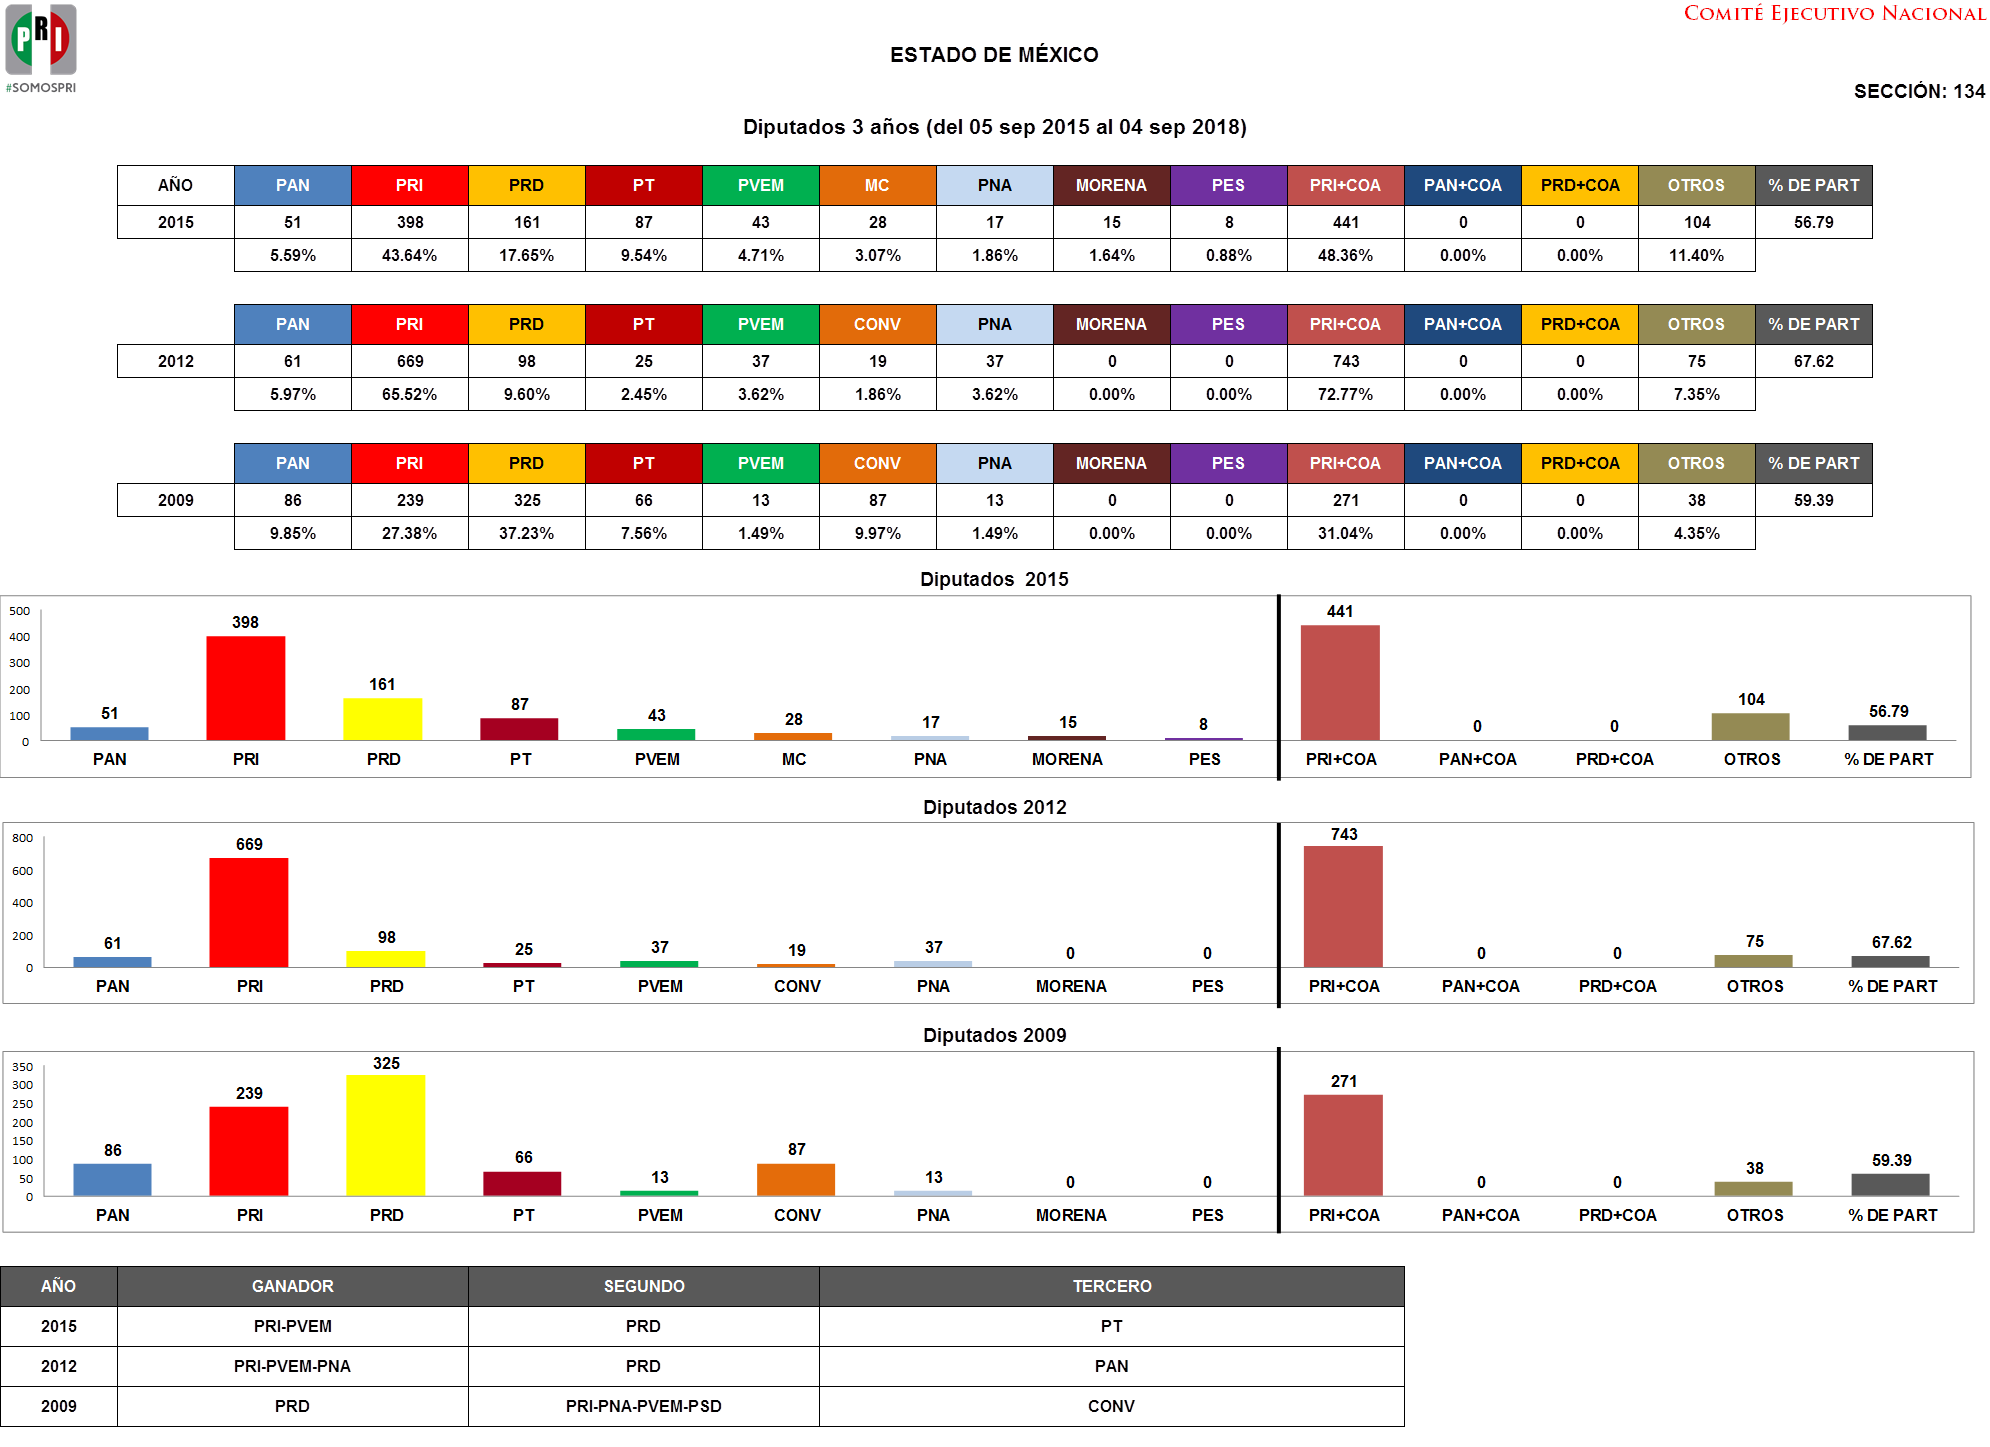 PRI
#SOMOSPRI
COMITÉ EJECUTIVO NACIONAL
ESTADO DE MÉXICO
SECCIÓN: 134
Diputados 3 años (del 05 sep 2015 al 04 sep 2018)
AÑO PAN PRI PRD PT PVEM MC PNA MORENA PES PRI+COA PAN+COA PRD+COA OTROS % DE PART
2015 51 398 161 87 43 28 17 15 8 441 0 0 104 56.79
5.59% 43.64% 17.65% 9.54% 4.71% 3.07% 1.86% 1.64% 0.88% 48.36% 0.00% 0.00% 11.40%
PAN PRI PRD PT PVEM CONV PNA MORENA PES PRI+COA PAN+COA PRD+COA OTROS % DE PART
2012 61 669 98 25 37 19 37 0 0 743 0 0 75 67.62
5.97% 65.52% 9.60% 2.45% 3.62% 1.86% 3.62% 0.00% 0.00% 72.77% 0.00% 0.00% 7.35%
PAN PRI PRD PT PVEM CONV PNA MORENA PES PRI+COA PAN+COA PRD+COA OTROS % DE PART
2009 86 239 325 66 13 87 13 0 0 271 0 0 38 59.39
9.85% 27.38% 37.23% 7.56% 1.49% 9.97% 1.49% 0.00% 0.00% 31.04% 0.00% 0.00% 4.35%
Diputados 2015
500
400
300
200
100
0
51 398 161 87 43 28 17 15 8 441 0 0 104 56.79
PAN PRI PRD PT PVEM MC PNA MORENA PES PRI+COA PAN+COA PRD+COA OTROS % DE PART
Diputados 2012
800
600
400
200
0
61 669 98 25 37 19 37 0 0 743 0 0 75 67.62
PAN PRI PRD PT PVEM CONV PNA MORENA PES PRI+COA PAN+COA PRD+COA OTROS % DE PART
Diputados 2009
350
300
250
200
150
100
50
0
86 239 325 66 13 87 13 0 0 271 0 0 38 59.39
PAN PRI PRD PT PVEM CONV PNA MORENA PES PRI+COA PAN+COA PRD+COA OTROS % DE PART
AÑO GANADOR SEGUNDO TERCERO
2015 PRI-PVEM PRD PT
2012 PRI-PVEM-PNA PRD PAN
2009 PRD PRI-PNA-PVEM-PSD CONV